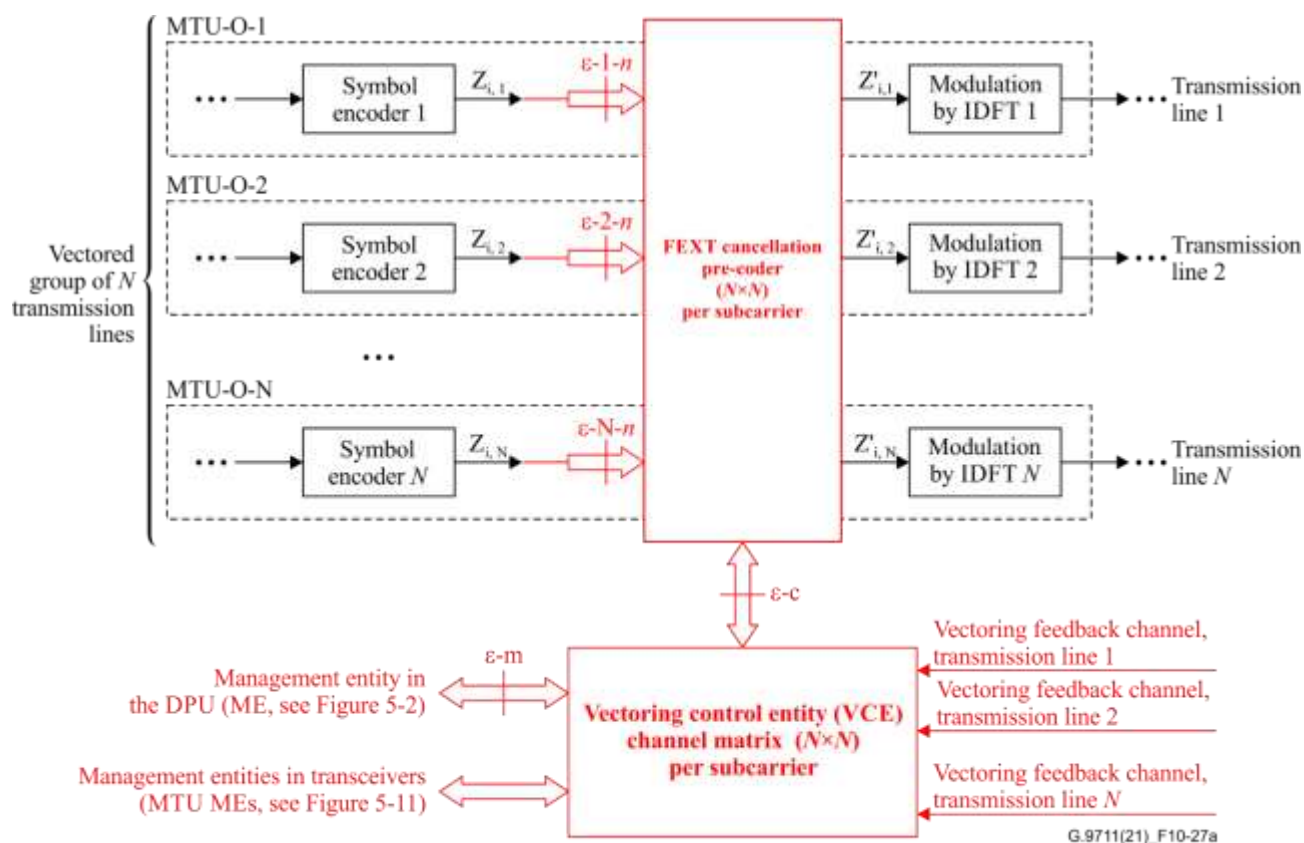 MTU-O-1
Symbol
encoder 1
Z_{i, 1}
ε-1-n
Z'_{i,1}
Modulation
by IDFT 1
Transmission
line 1
MTU-O-2
Symbol
encoder 2
Z_{i, 2}
ε-2-n
Z'_{i, 2}
Modulation
by IDFT 2
Transmission
line 2
Vectored
group of N
transmission
lines
FEXT cancellation
pre-coder
(N×N)
per subcarrier
MTU-O-N
Symbol
encoder N
Z_{i, N}
ε-N-n
Z'_{i, N}
Modulation
by IDFT N
Transmission
line N
ε-c
ε-m
Management entity in
the DPU (ME, see Figure 5-2)
Management entities in transceivers
(MTU MEs, see Figure 5-11)
Vectoring control entity (VCE)
channel matrix (N×N)
per subcarrier
Vectoring feedback channel,
transmission line 1
Vectoring feedback channel,
transmission line 2
Vectoring feedback channel,
transmission line N
G.9711(21)_F10-27a